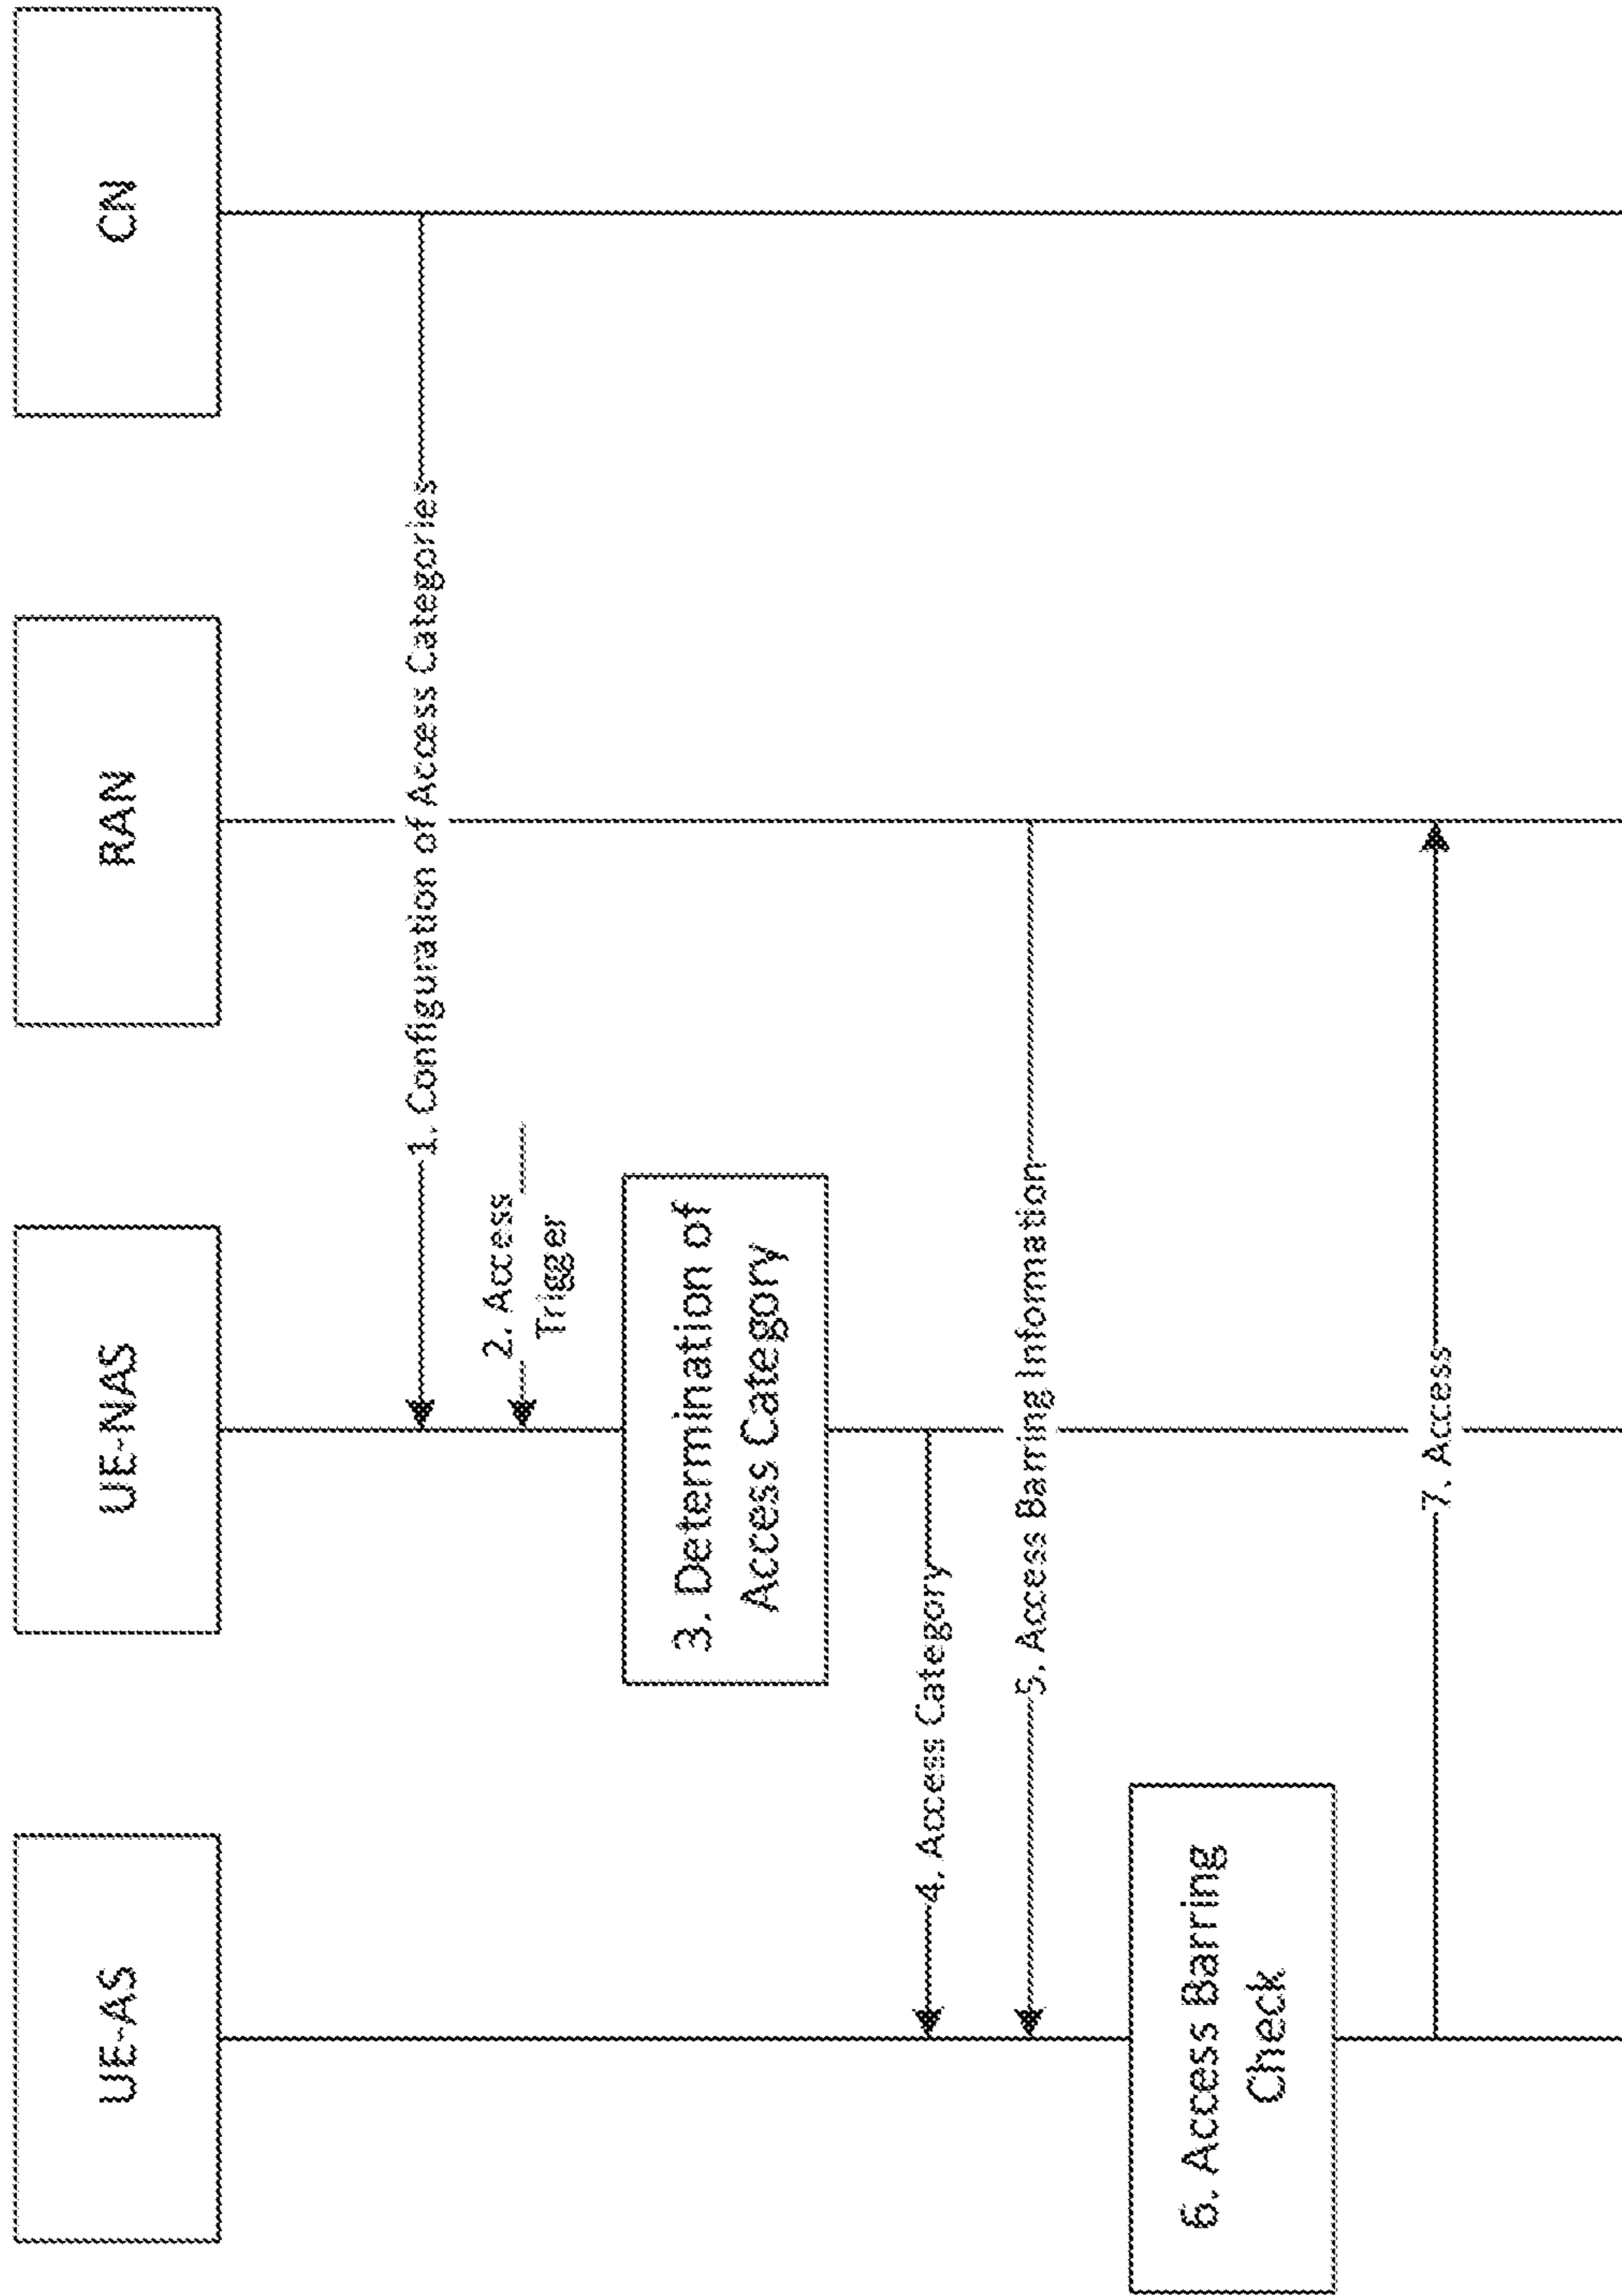 UE-AS
UE-NAS
RAN
CN
1. Configuration of Access Categories
2. Access
Trigger
3. Determination of
Access Category
4. Access Category
5. Access Barring Information
6. Access Barring
Check
7. Access